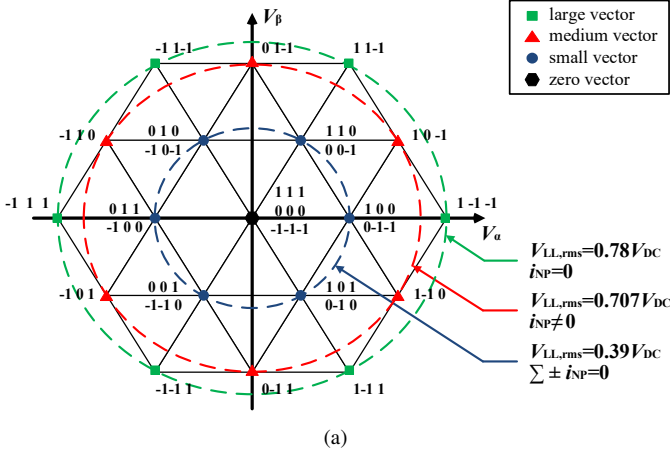 Vβ
large vector
medium vector
small vector
zero vector
-1 1-1
0 1-1
1 1-1
-1 1 0
0 1 0
-1 0-1
1 1 0
0 0-1
1 0 -1
-1 1 1
0 1 1
-1 0 0
1 1 1
0 0 0
-1-1-1
1 0 0
0-1-1
1 -1 -1
Vα
VLL,rms=0.78VDC
iNP=0
-1 0 1
0 0 1
-1-1 0
1 0 1
0-1 0
1-1 0
VLL,rms=0.707VDC
iNP≠0
VLL,rms=0.39VDC
∑ ± iNP=0
-1-1 1
0-1 1
1-1 1
(a)